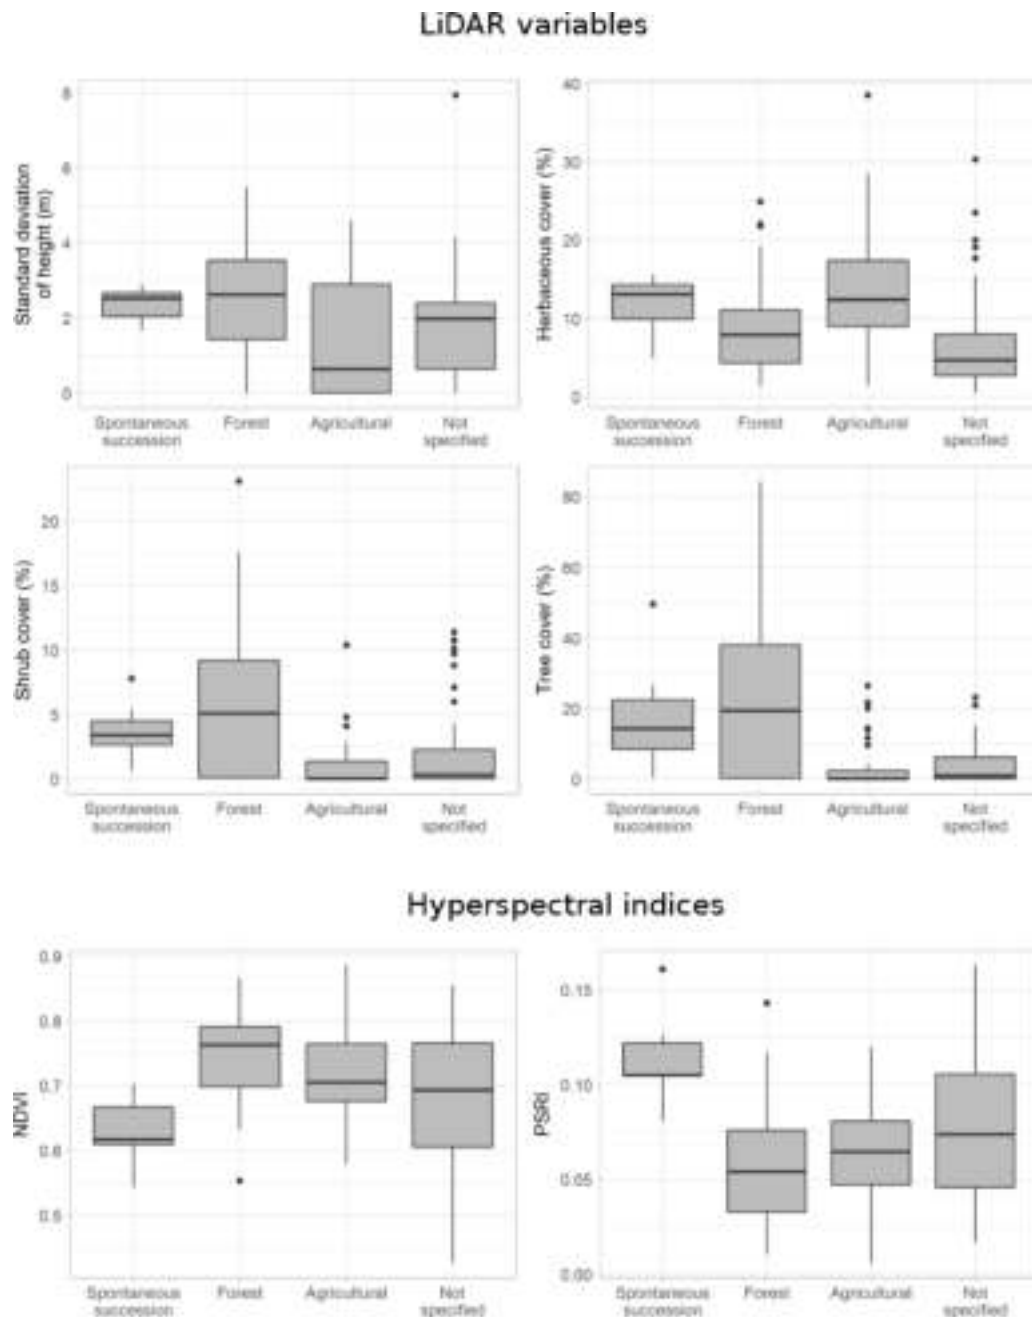 LiDAR variables
Standard deviation
of height (m)
8
6
4
2
0
Spontaneous
succession
Forest
Agricultural
Not
specified
Herbaceous cover (%)
40
30
20
10
0
Spontaneous
succession
Forest
Agricultural
Not
specified
Shrub cover (%)
20
15
10
5
0
Spontaneous
succession
Forest
Agricultural
Not
specified
Tree cover (%)
80
60
40
20
0
Spontaneous
succession
Forest
Agricultural
Not
specified
Hyperspectral indices
NDVI
0.9
0.8
0.7
0.6
0.5
Spontaneous
succession
Forest
Agricultural
Not
specified
PSRI
0.15
0.10
0.05
0.00
Spontaneous
succession
Forest
Agricultural
Not
specified